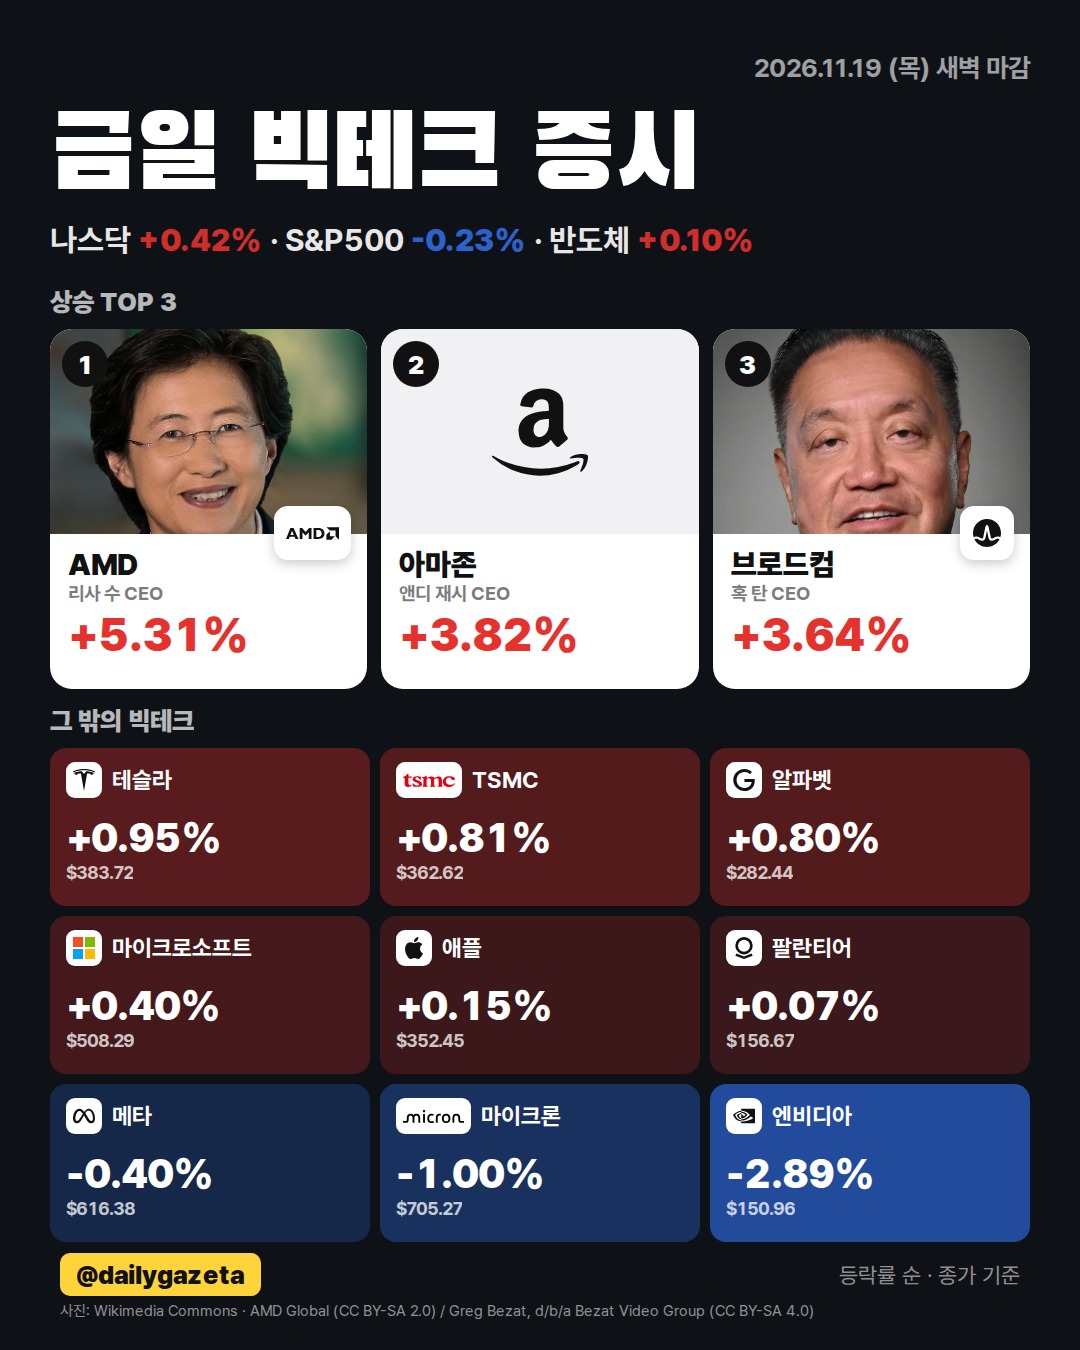 2026.11.19 (목) 새벽 마감
금일 빅테크 증시
나스닥 +0.42% · S&P500 -0.23% · 반도체 +0.10%
상승 TOP 3
1
2
3
a
AMD
AMD
아마존
브로드컴
리사 수 CEO
앤디 재시 CEO
혹 탄 CEO
+5.31%
+3.82%
+3.64%
그 밖의 빅테크
테슬라
tsmc TSMC
G 알파벳
+0.95%
+0.81%
+0.80%
$383.72
$362.62
$282.44
마이크로소프트
애플
팔란티어
+0.40%
+0.15%
+0.07%
$508.29
$352.45
$156.67
메타
micron 마이크론
엔비디아
-0.40%
-1.00%
-2.89%
$616.38
$705.27
$150.96
@dailygazeta
등락률 순 · 종가 기준
사진: Wikimedia Commons · AMD Global (CC BY-SA 2.0) / Greg Bezat, d/b/a Bezat Video Group (CC BY-SA 4.0)